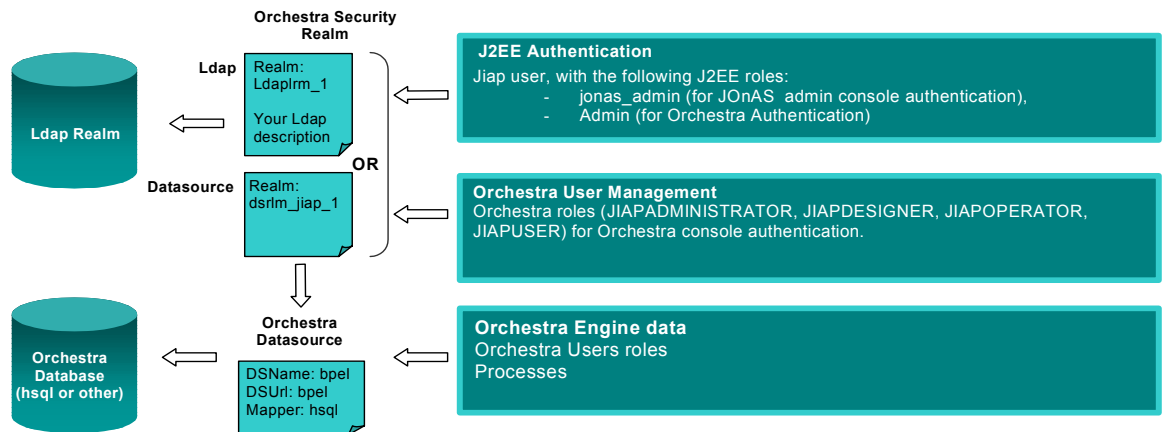 Orchestra Security
Realm
Ldap
Realm:
Ldaplrm_1
Your Ldap
description
Ldap Realm
OR
Datasource
Realm:
dsrlm_jiap_1
J2EE Authentication
Jiap user, with the following J2EE roles:
- jonas_admin (for JOnAS admin console authentication),
- Admin (for Orchestra Authentication)
Orchestra User Management
Orchestra roles (JIAPADMINISTRATOR, JIAPDESIGNER, JIAPOPERATOR,
JIAPUSER) for Orchestra console authentication.
Orchestra
Datasource
DSName: bpel
DSUrl: bpel
Mapper: hsql
Orchestra
Database
(hsql or other)
Orchestra Engine data
Orchestra Users roles
Processes